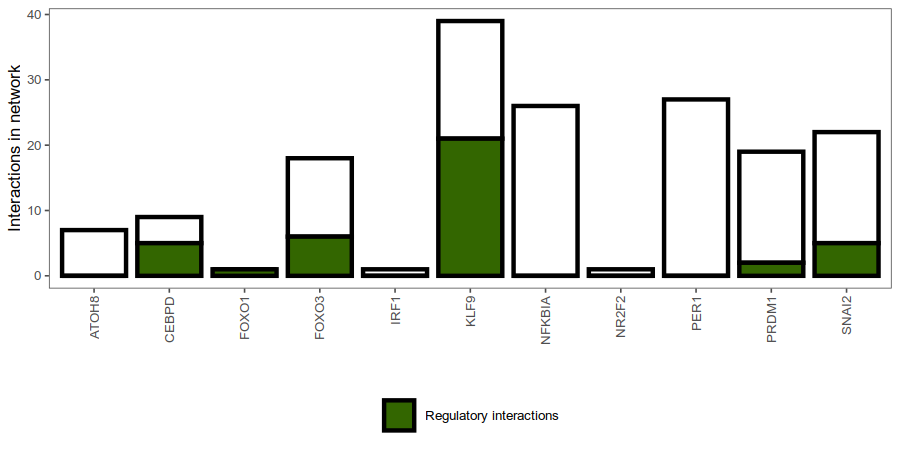 Interactions in network
40
30
20
10
0
ATOH8
CEBPD
FOXO1
FOXO3
IRF1
KLF9
NFKBIA
NR2F2
PER1
PRDM1
SNAI2
Regulatory interactions